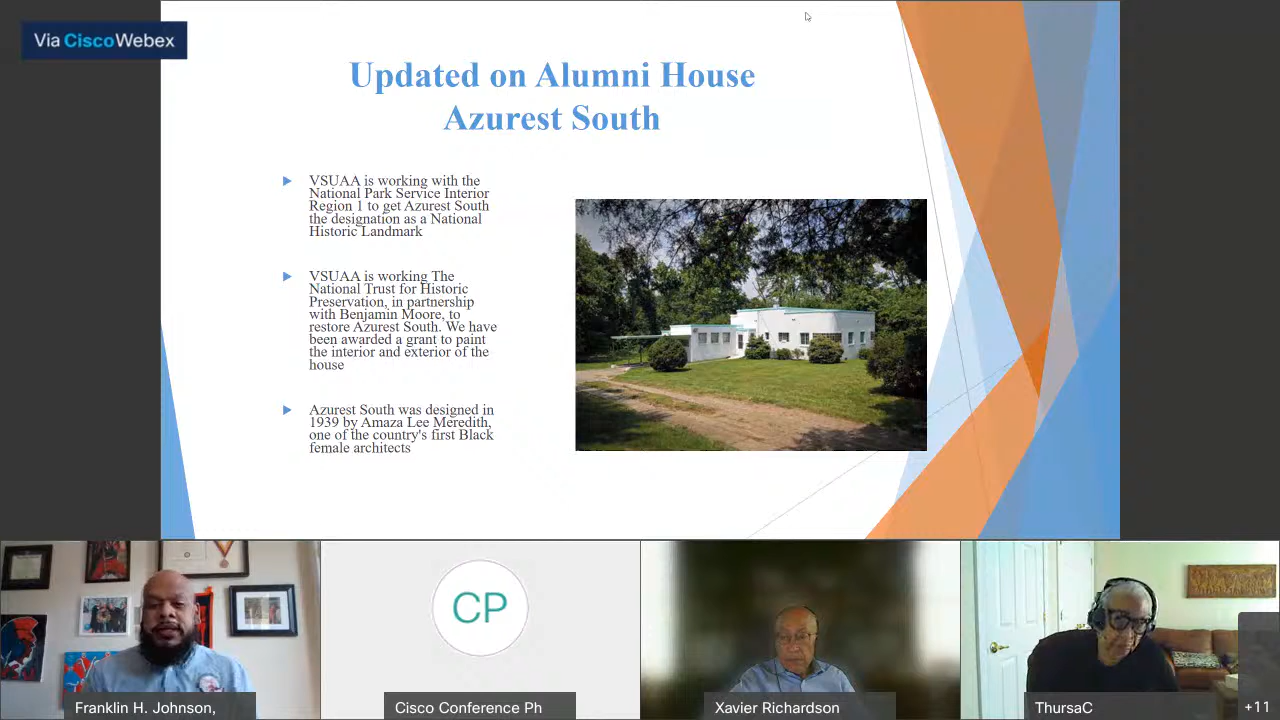 Via CiscoWebex
Updated on Alumni House
Azurest South
VSUAA is working with the
National Park Service Interior
Region 1 to get Azurest South
the designation as a National
Historic Landmark
VSUAA is working The
National Trust for Historic
Preservation, in partnership
with Benjamin Moore, to
restore Azurest South. We have
been awarded a grant to paint
the interior and exterior of the
house
Azurest South was designed in
1939 by Amaza Lee Meredith,
one of the country's first Black
female architects
CP
Franklin H. Johnson,
Cisco Conference Ph
Xavier Richardson
ThursaC
+11